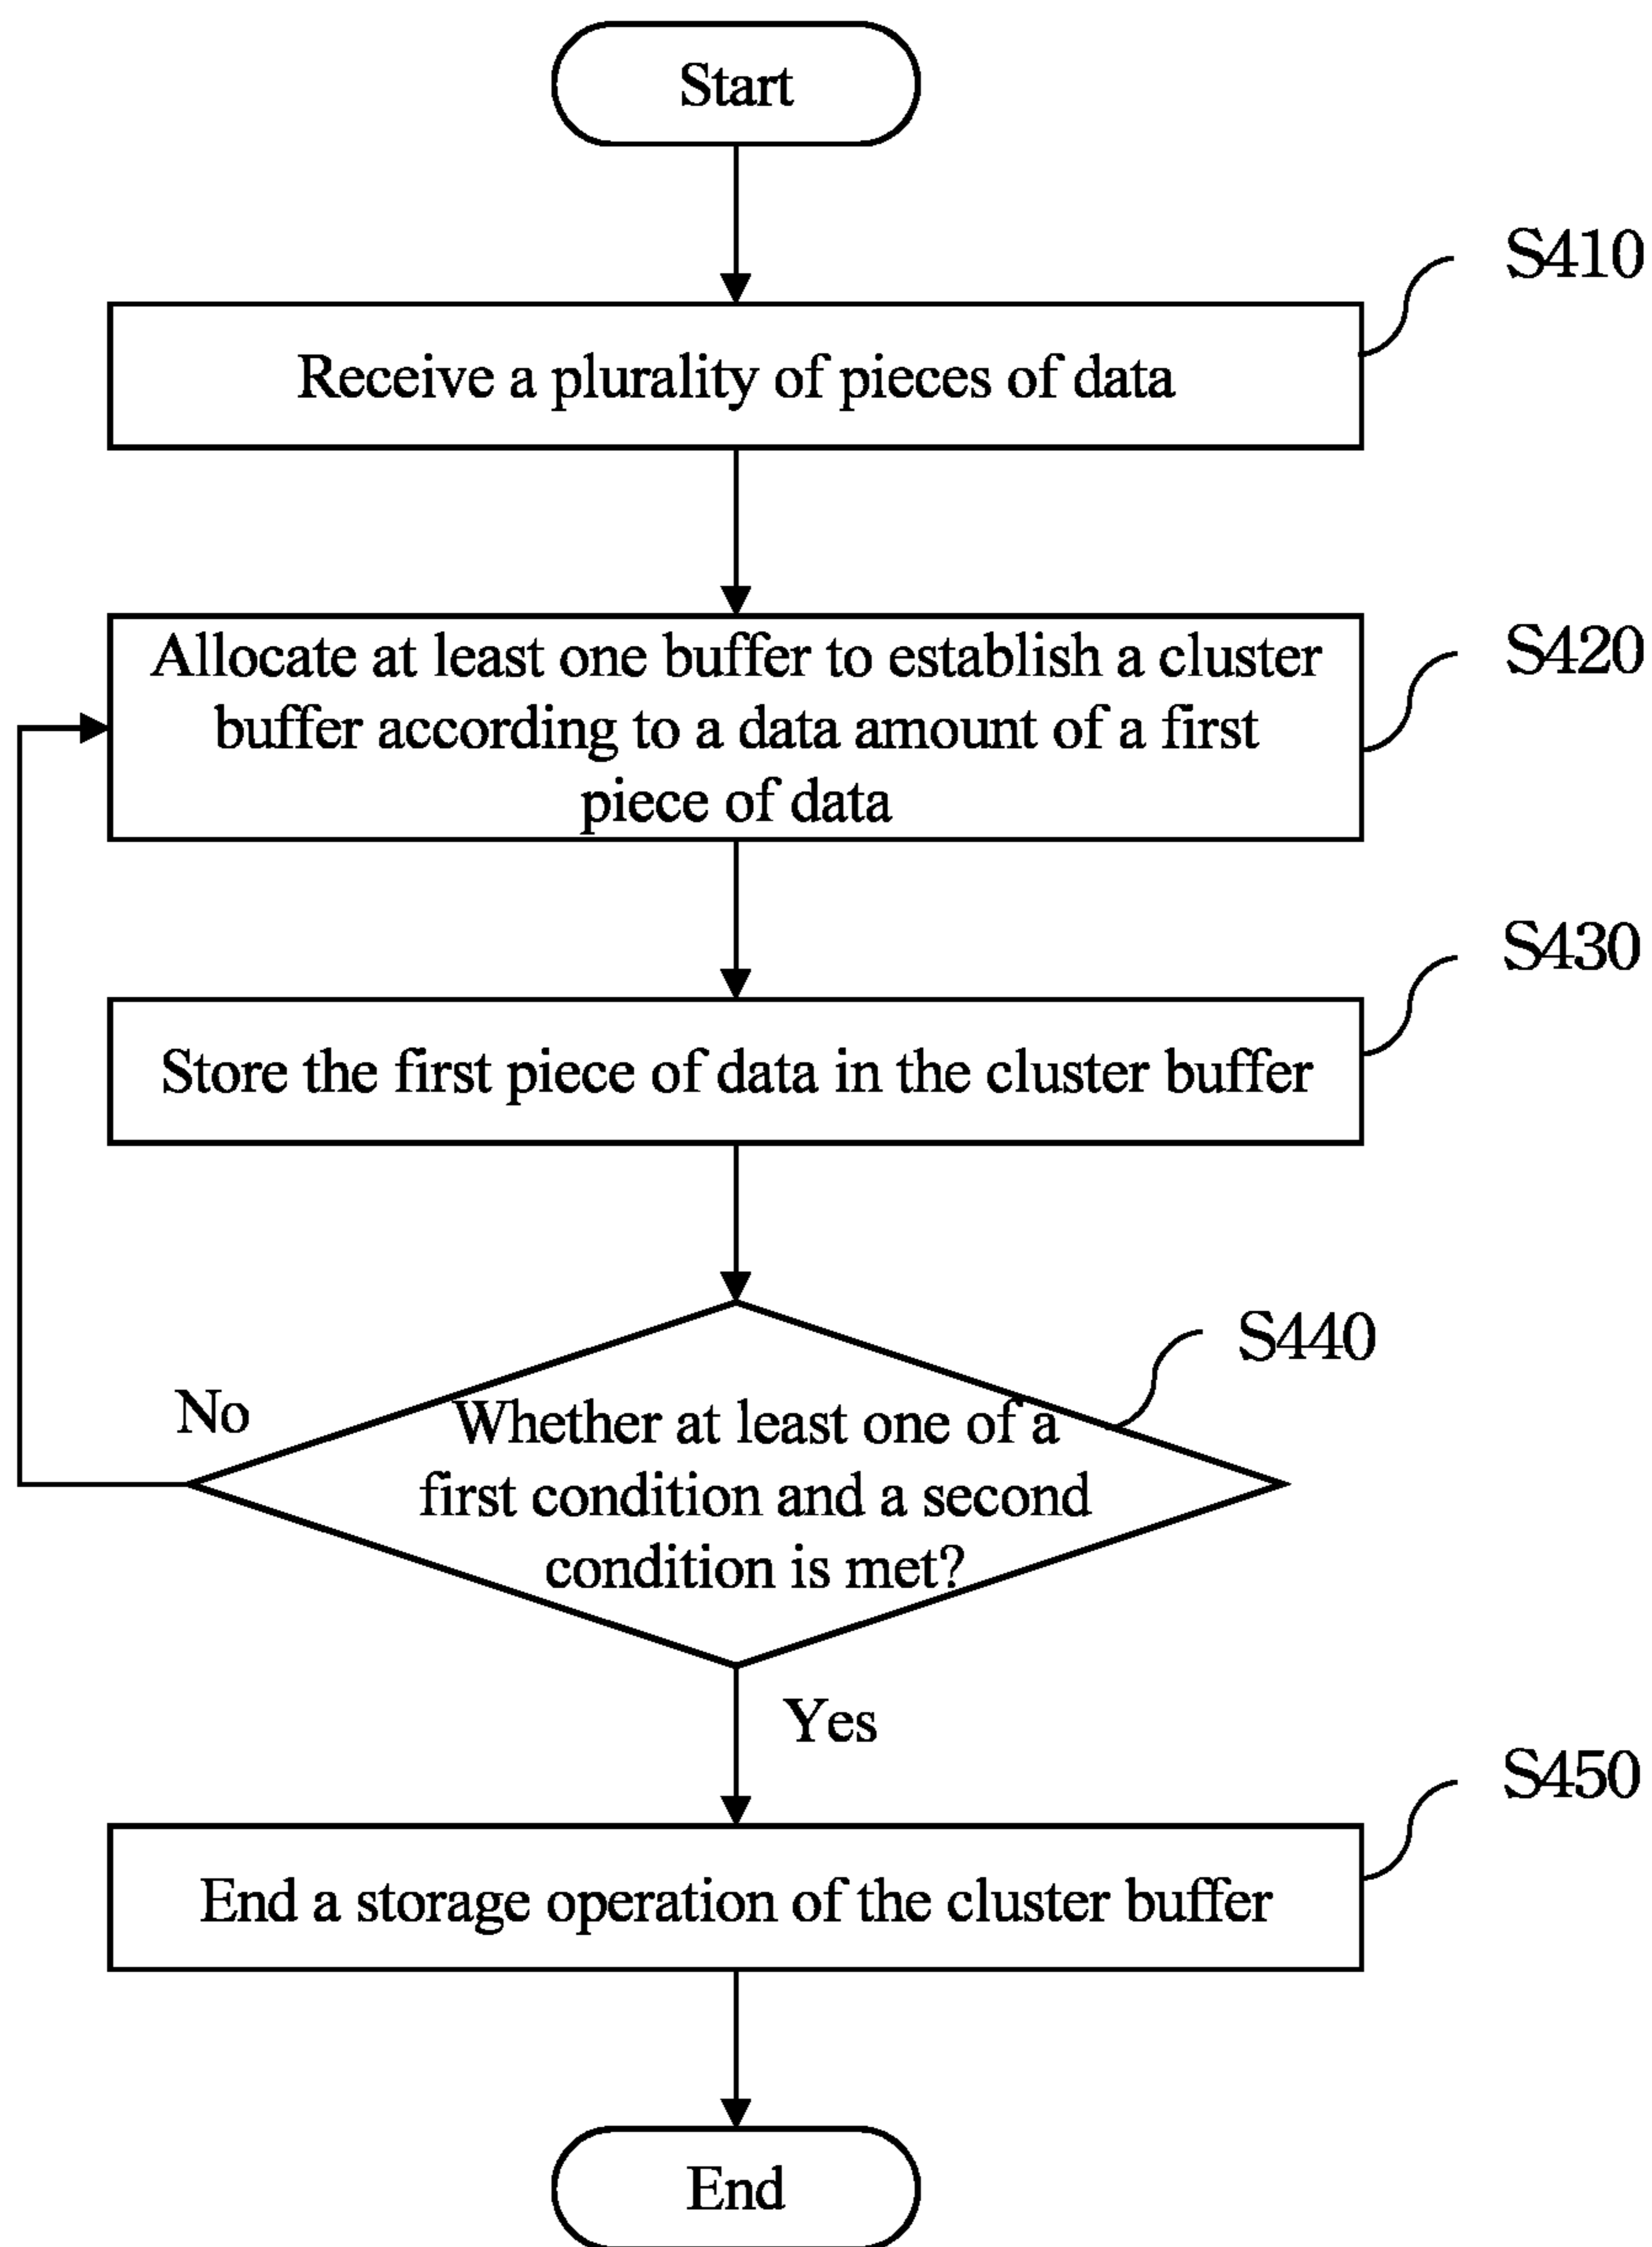 Start
S410
Receive a plurality of pieces of data
S420
Allocate at least one buffer to establish a cluster
buffer according to a data amount of a first
piece of data
S430
Store the first piece of data in the cluster buffer
S440
No
Whether at least one of a
first condition and a second
condition is met?
Yes
S450
End a storage operation of the cluster buffer
End